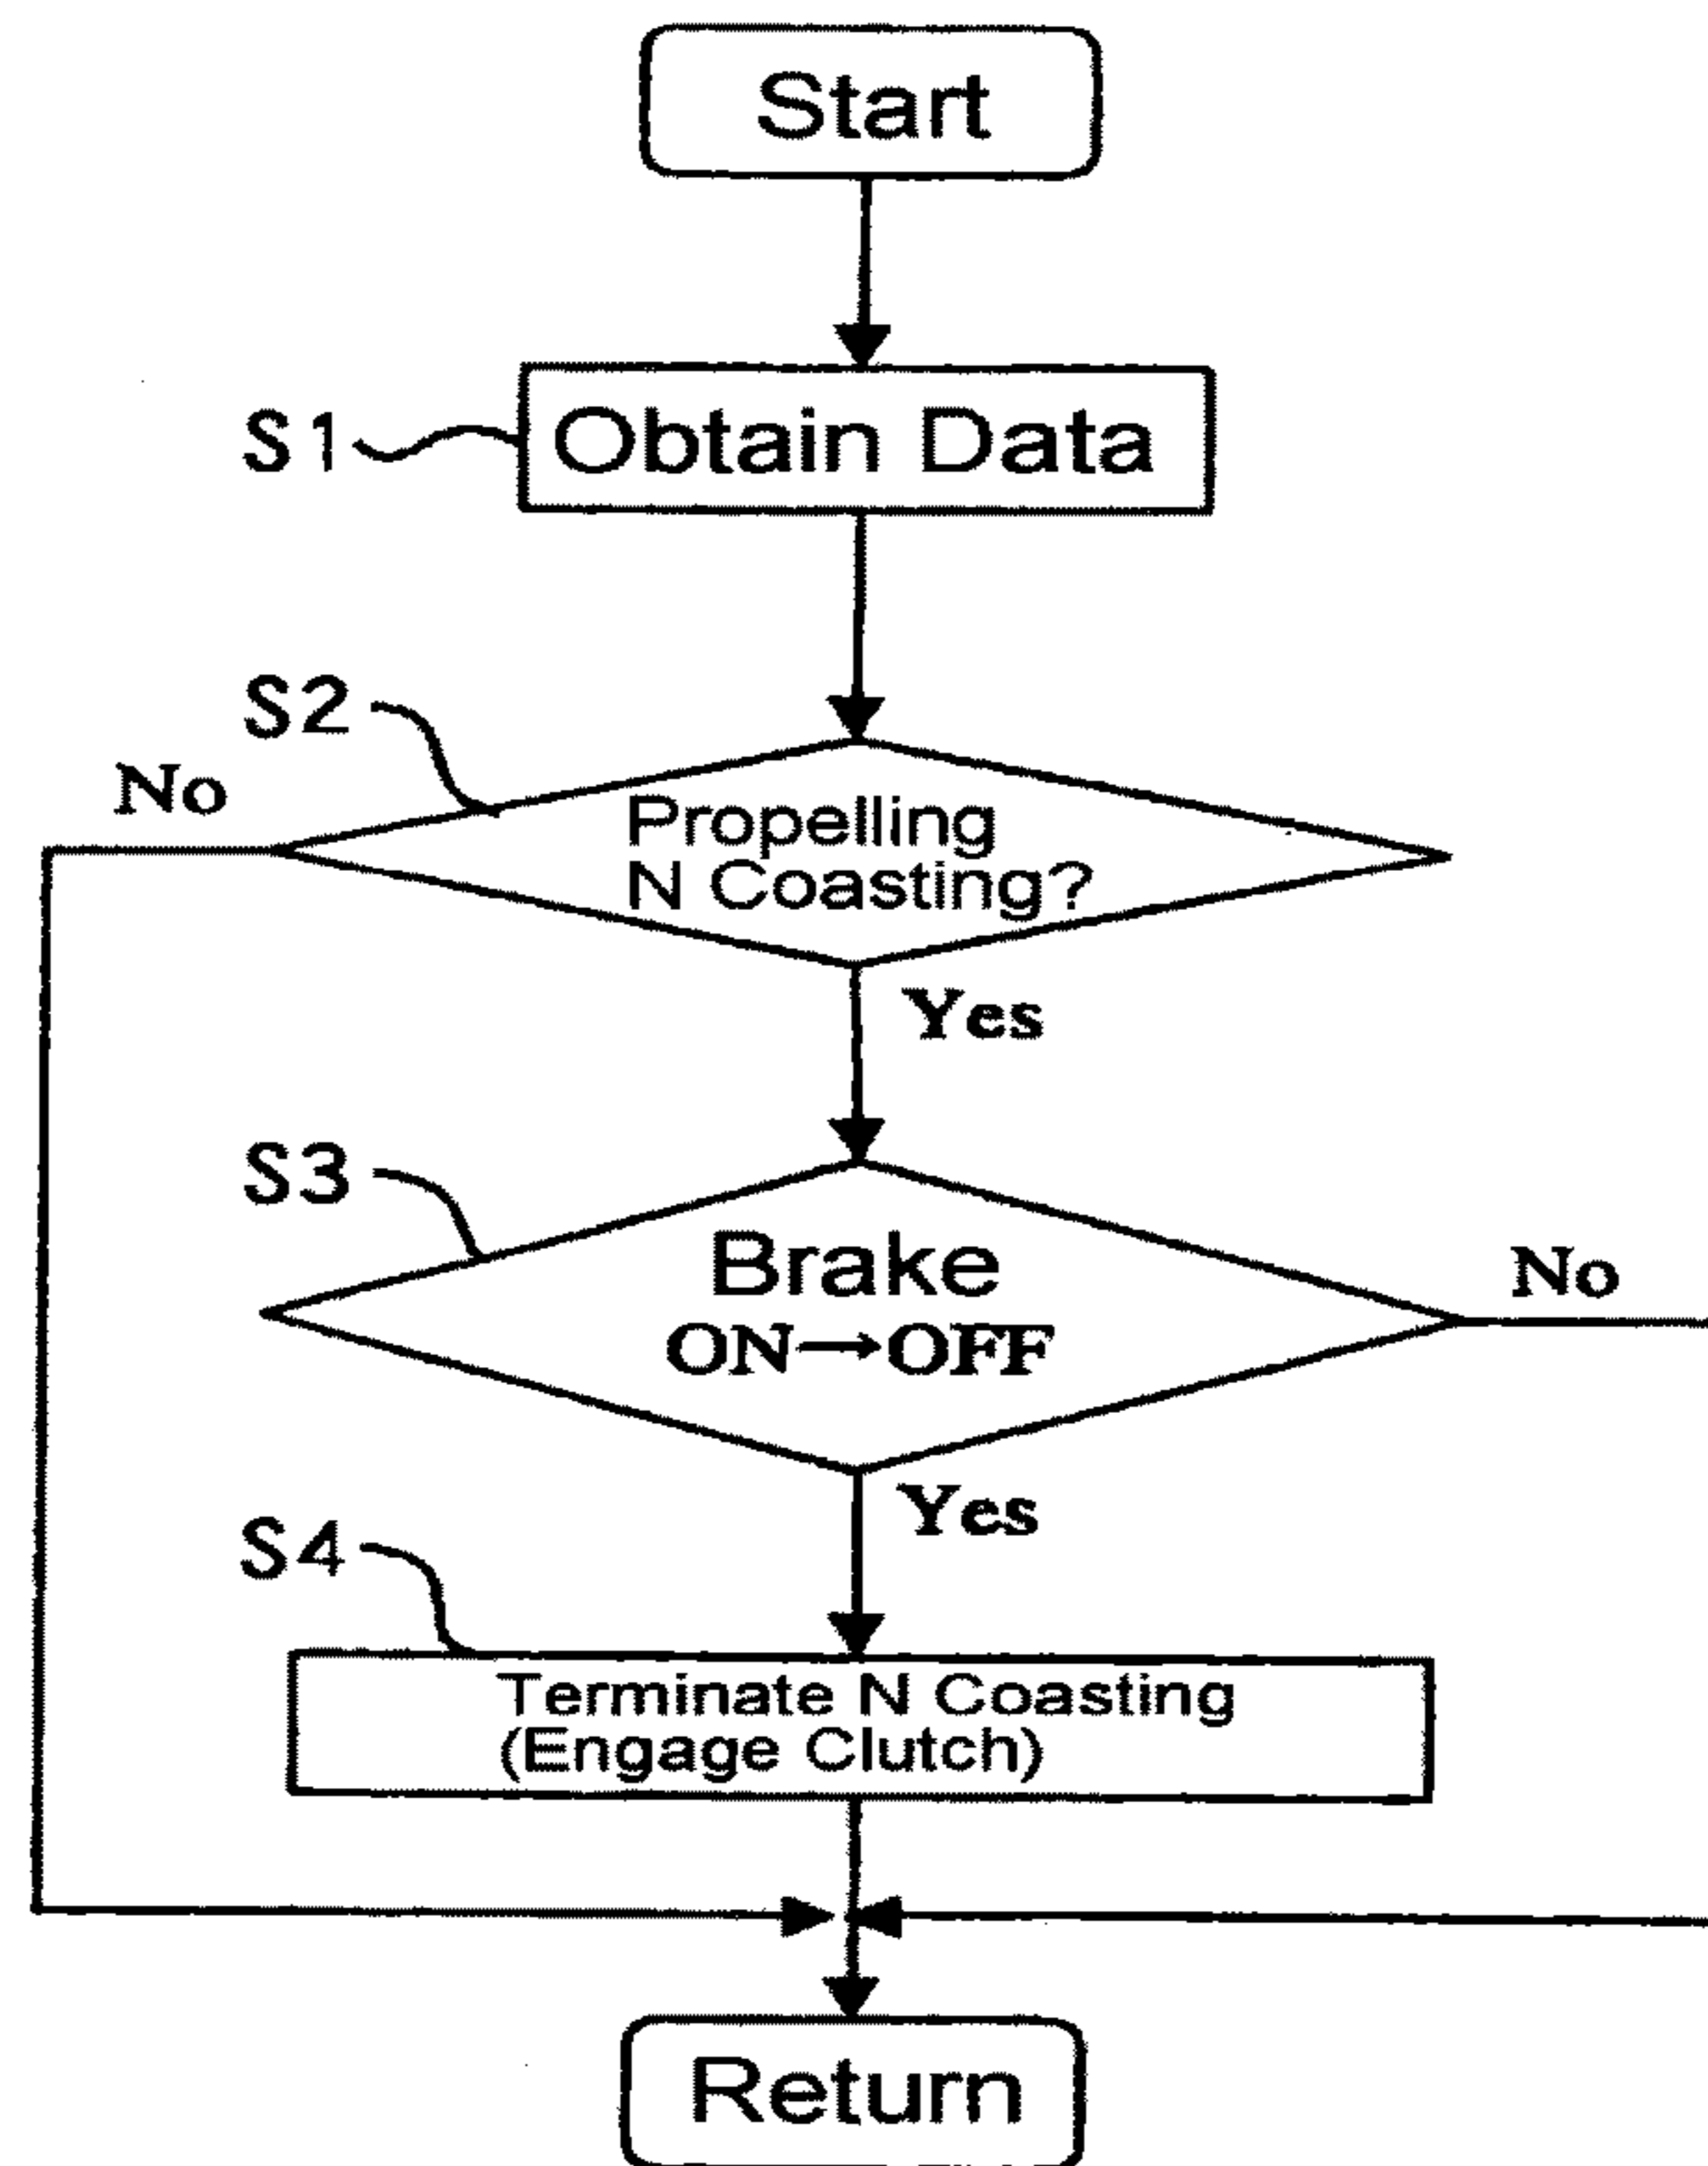 Start
S1
Obtain Data
S2
No
Propelling
N Coasting?
Yes
S3
Brake
ON→OFF
No
Yes
S4
Terminate N Coasting
(Engage Clutch)
Return